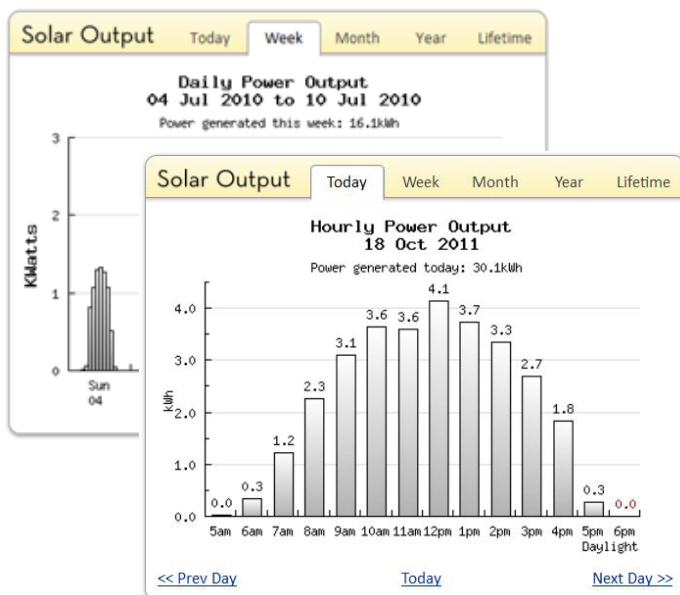 Solar Output Today Week Month Year Lifetime
Daily Power Output
04 Jul 2010 to 10 Jul 2010
Power generated this week: 16.1kWh
3
2
1
0
KWatts
Sun
04
Solar Output Today Week Month Year Lifetime
Hourly Power Output
18 Oct 2011
Power generated today: 30.1kWh
4.0
3.0
2.0
1.0
0.0
kWh
0.0 0.3 1.2 2.3 3.1 3.6 3.6 4.1 3.7 3.3 2.7 1.8 0.3 0.0
5am 6am 7am 8am 9am 10am 11am 12pm 1pm 2pm 3pm 4pm 5pm 6pm
Daylight
<< Prev Day Today Next Day >>